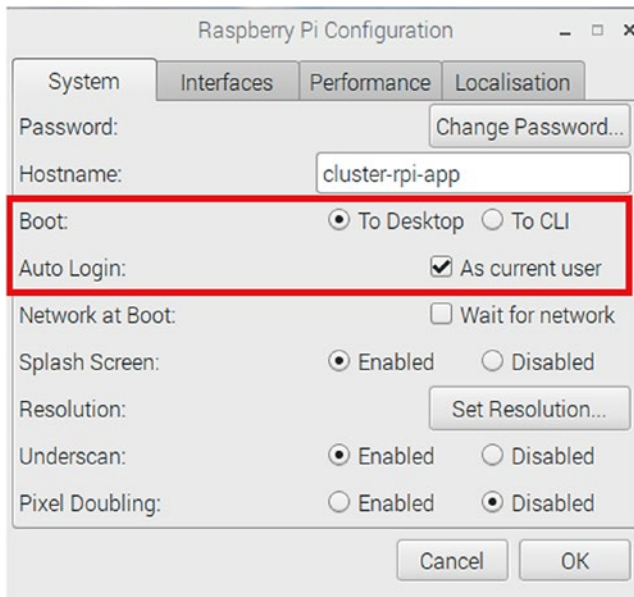 Raspberry Pi Configuration
System Interfaces Performance Localisation
Password: Change Password...
Hostname: cluster-rpi-app
Boot: To Desktop To CLI
Auto Login: As current user
Network at Boot: Wait for network
Splash Screen: Enabled Disabled
Resolution: Set Resolution...
Underscan: Enabled Disabled
Pixel Doubling: Enabled Disabled
Cancel OK